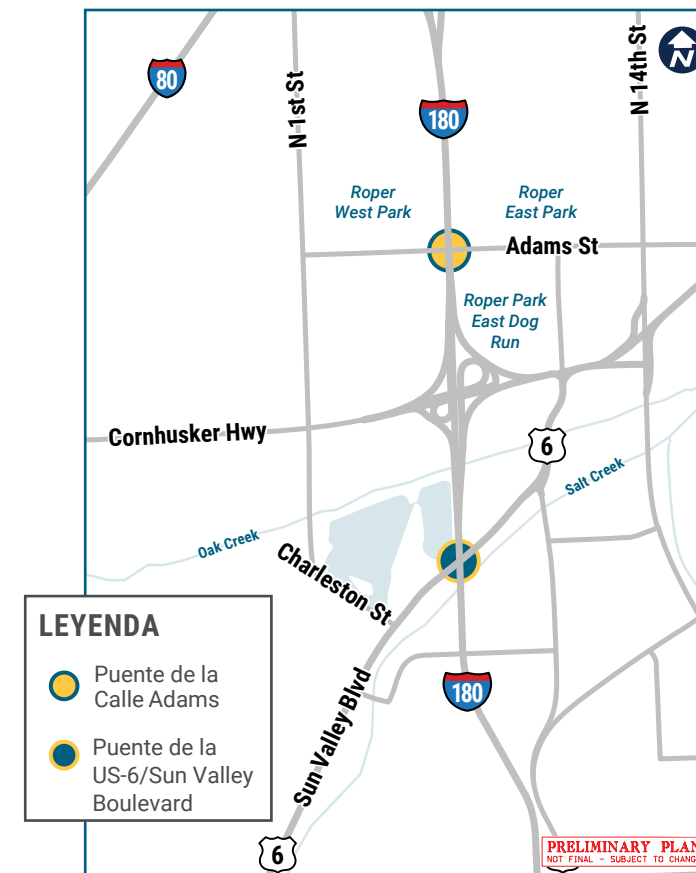 80
N 1st St
180
N 14th St
N
Roper
West Park
Roper
East Park
Adams St
Roper Park
East Dog
Run
Cornhusker Hwy
6
Salt Creek
Oak Creek
Charleston St
LEYENDA
Puente de la
Calle Adams
Puente de la
US-6/Sun Valley
Boulevard
Sun Valley Blvd
180
6
PRELIMINARY PLAN
NOT FINAL - SUBJECT TO CHANG